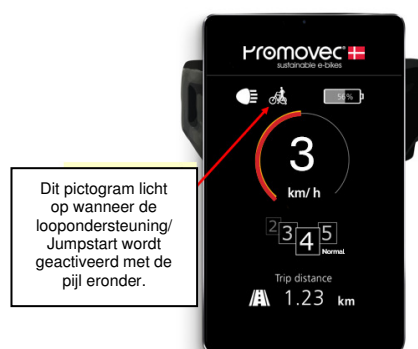 Promovec
sustainable e-bikes
56%
3
km/h
Dit pictogram licht
op wanneer de
loopondersteuning/
Jumpstart wordt
geactiveerd met de
pijl eronder.
2 3 4 5
Normal
Trip distance
1.23 km